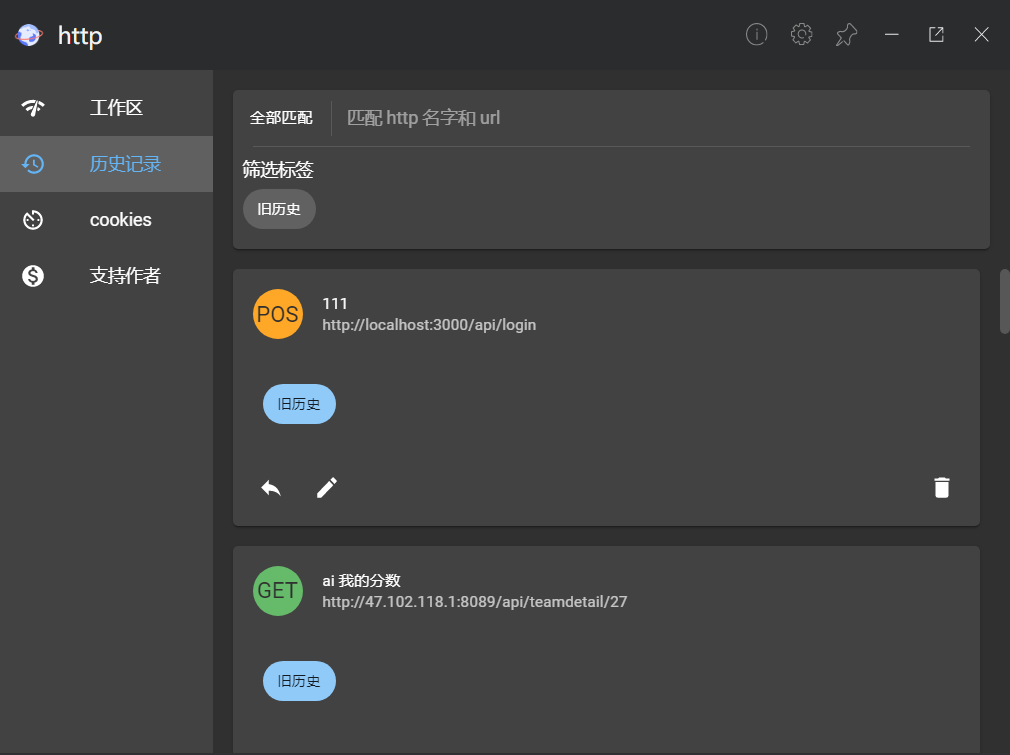 http
工作区
历史记录
cookies
支持作者
全部匹配
匹配 http 名字和 url
筛选标签
旧历史
POS
111
http://localhost:3000/api/login
旧历史
GET
ai 我的分数
http://47.102.118.1:8089/api/teamdetail/27
旧历史